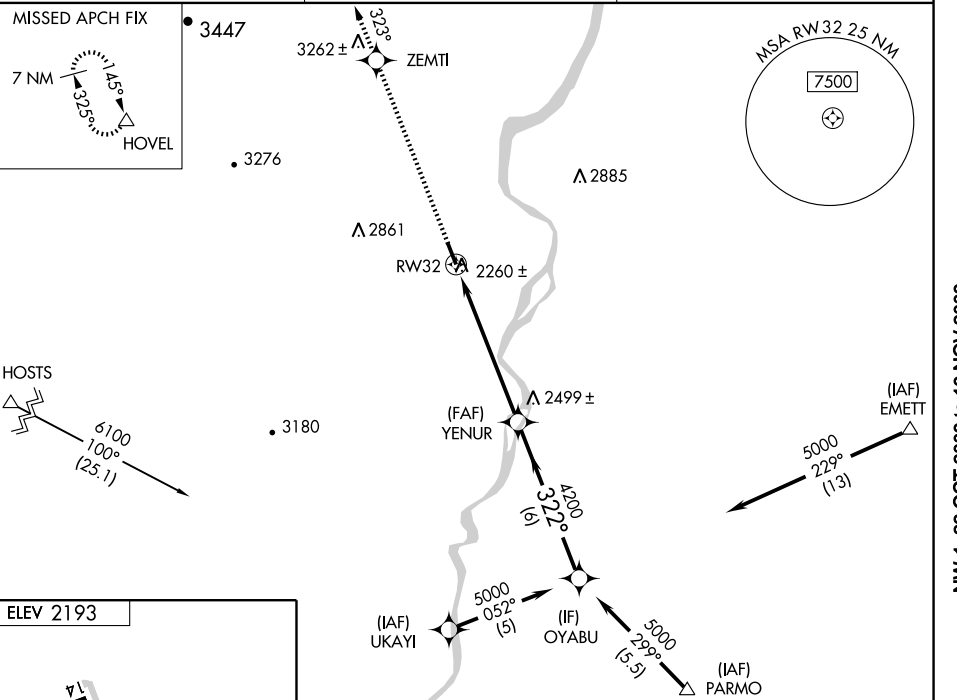 MISSED APCH FIX
7 NM
145°
325°
HOVEL
3447
323°
3262 ±
ZEMTI
MSA RW32 25 NM
7500
3276
2885
2861
RW32
2260 ±
HOSTS
6100
100°
(25.1)
3180
2499 ±
(FAF)
YENUR
(IAF)
EMETT
5000
229°
(13)
4200
322°
(6)
5000
052°
(5)
(IAF)
UKAYI
(IF)
OYABU
5000
299°
(5.5)
(IAF)
PARMO
ELEV 2193
14